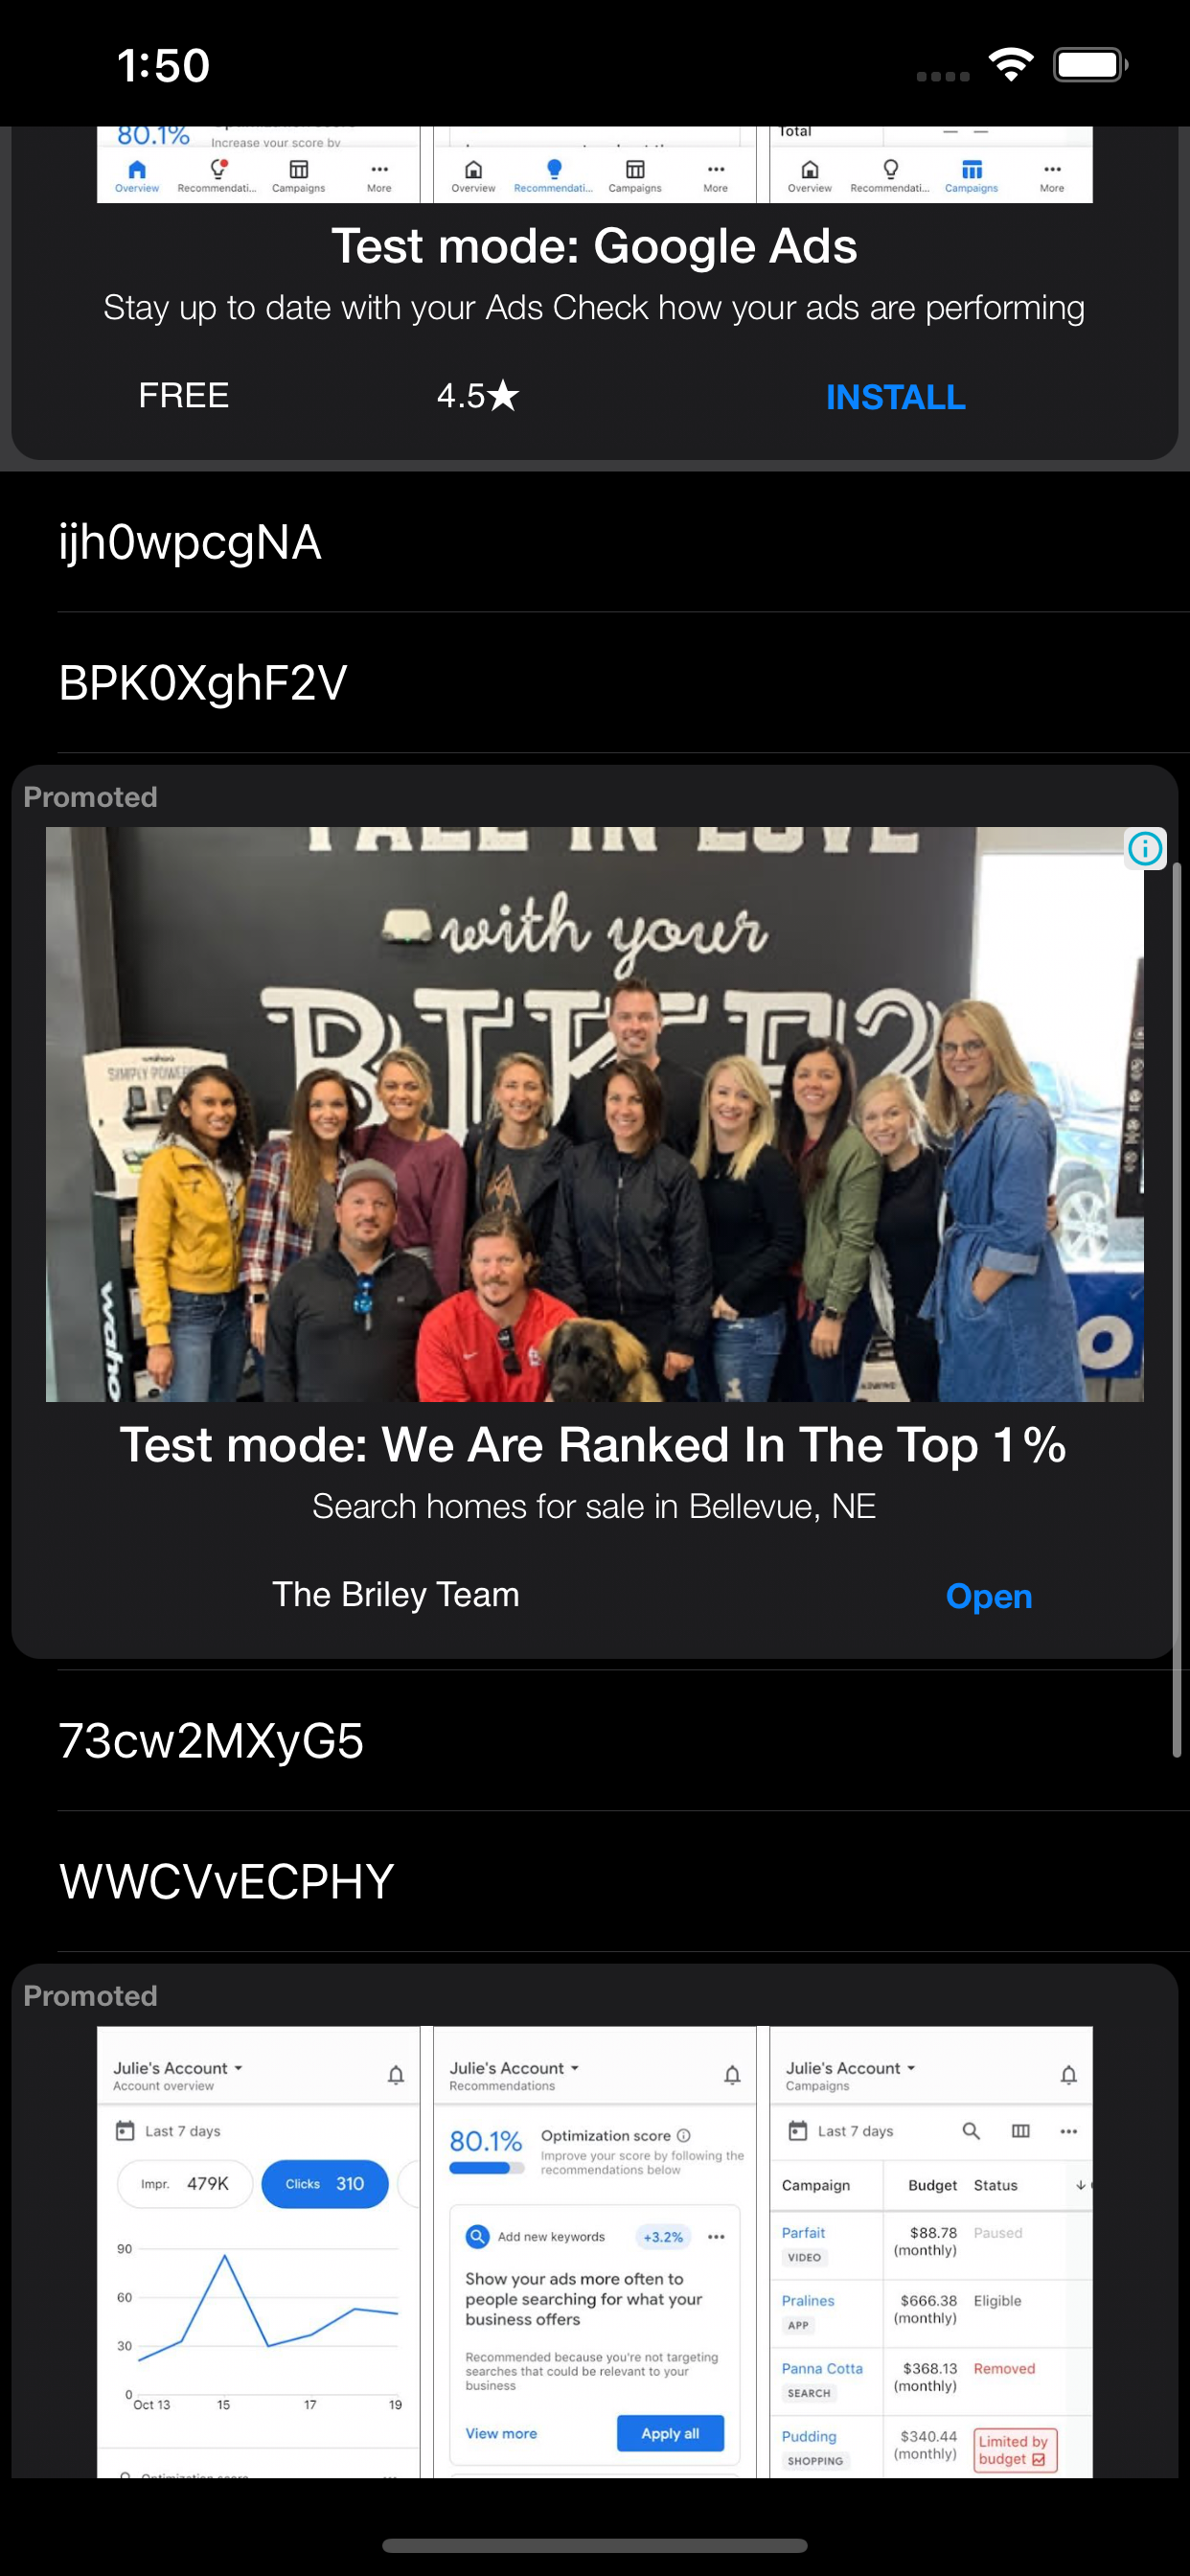 1:50
80.1%
Increase your score by
Total
Overview
Recommendati...
Campaigns
More
Overview
Recommendati...
Campaigns
More
Overview
Recommendati...
Campaigns
More
Test mode: Google Ads
Stay up to date with your Ads Check how your ads are performing
FREE
4.5★
INSTALL
ijh0wpcgNA
BPK0XghF2V
Promoted
FALL IN LOVE
with your
SIMPLY POWERFUL
wahoo
Test mode: We Are Ranked In The Top 1%
Search homes for sale in Bellevue, NE
The Briley Team
Open
73cw2MXyG5
WWCVvECPHY
Promoted
Julie's Account
Account overview
Last 7 days
Impr. 479K
Clicks 310
90
60
30
0
Oct 13 15 17 19
Julie's Account
Recommendations
80.1%
Optimization score
Improve your score by following the
recommendations below
Add new keywords
+3.2%
Show your ads more often to
people searching for what your
business offers
Recommended because you're not targeting
searches that could be relevant to your
business
View more
Apply all
Julie's Account
Campaigns
Last 7 days
Campaign Budget Status
Parfait $88.78 Paused
VIDEO (monthly)
Pralines $666.38 Eligible
APP (monthly)
Panna Cotta $368.13 Removed
SEARCH (monthly)
Pudding $340.44 Limited by
SHOPPING (monthly) budget